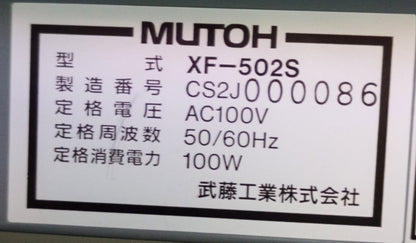 MUTOH
型式 XF-502S
製造番号 CS2J000086
定格電圧 AC100V
定格周波数 50/60Hz
定格消費電力 100W
武藤工業株式会社